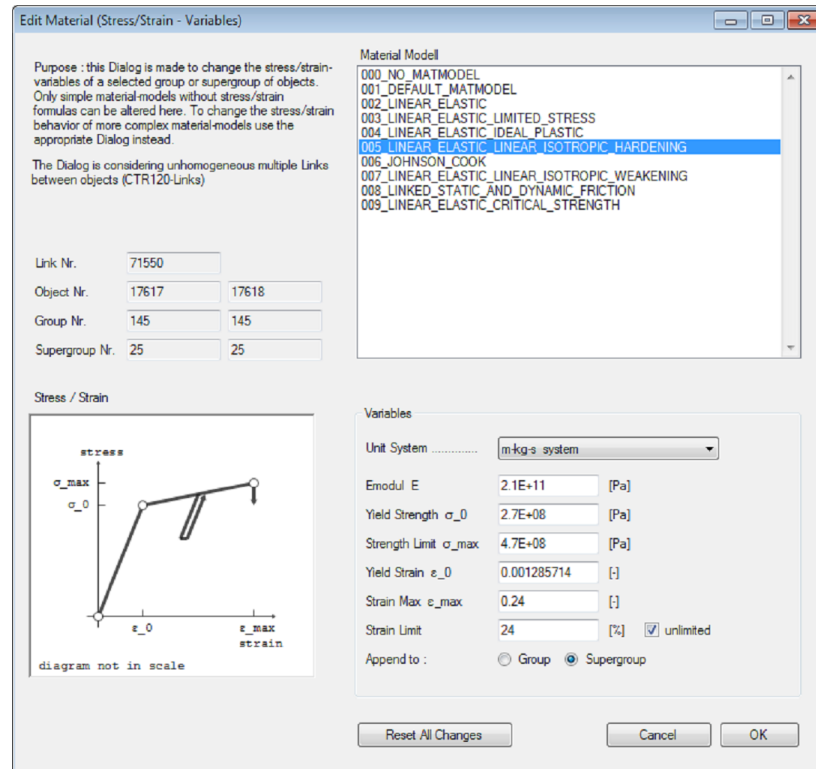 Edit Material (Stress/Strain - Variables)
Purpose : this Dialog is made to change the stress/strain-
variables of a selected group or supergroup of objects.
Only simple material-models without stress/strain
formulas can be altered here. To change the stress/strain
behavior of more complex material-models use the
appropriate Dialog instead.
The Dialog is considering unhomogeneous multiple Links
between objects (CTR120-Links)
Material Modell
000_NO_MATMODEL
001_DEFAULT_MATMODEL
002_LINEAR_ELASTIC
003_LINEAR_ELASTIC_LIMITED_STRESS
004_LINEAR_ELASTIC_IDEAL_PLASTIC
005_LINEAR_ELASTIC_LINEAR_ISOTROPIC_HARDENING
006_JOHNSON_COOK
007_LINEAR_ELASTIC_LINEAR_ISOTROPIC_WEAKENING
008_LINKED_STATIC_AND_DYNAMIC_FRICTION
009_LINEAR_ELASTIC_CRITICAL_STRENGTH
Link Nr. 71550
Object Nr. 17617 17618
Group Nr. 145 145
Supergroup Nr. 25 25
Stress / Strain
stress
σ_max
σ_0
ε_0 ε_max
strain
diagram not in scale
Variables
Unit System .............. m-kg-s system
Emodul E 2.1E+11 [Pa]
Yield Strength σ_0 2.7E+08 [Pa]
Strength Limit σ_max 4.7E+08 [Pa]
Yield Strain ε_0 0.001285714 [-]
Strain Max ε_max 0.24 [-]
Strain Limit 24 [%] unlimited
Append to : Group Supergroup
Reset All Changes Cancel OK